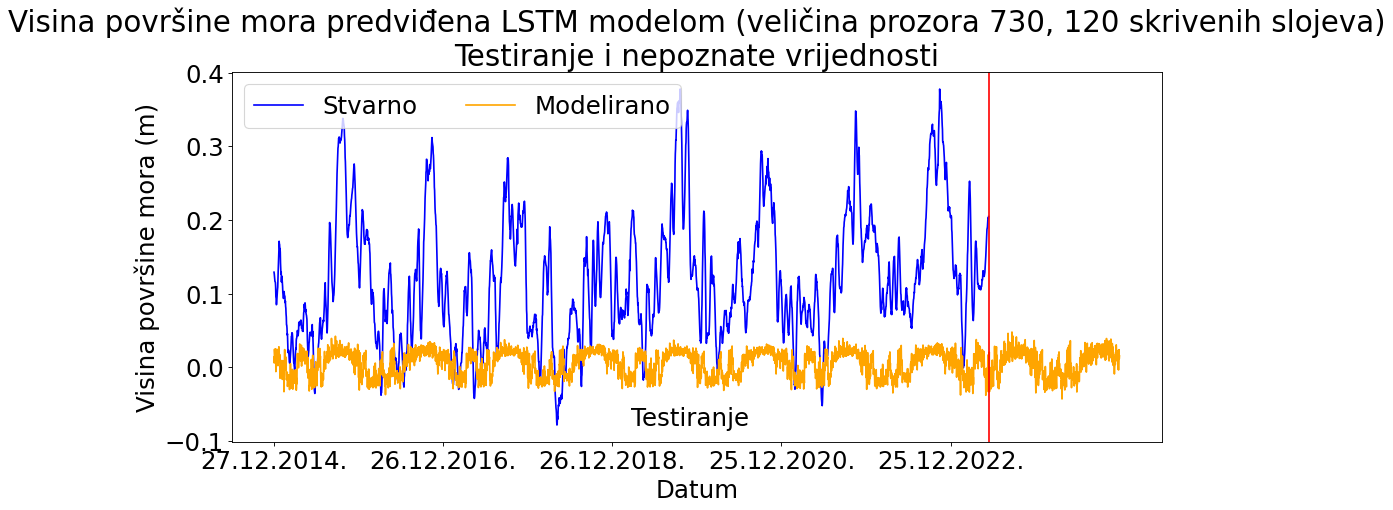 Visina površine mora predviđena LSTM modelom (veličina prozora 730, 120 skrivenih slojeva)
Testiranje i nepoznate vrijednosti
Stvarno Modelirano
Visina površine mora (m)
0.4
0.3
0.2
0.1
0.0
−0.1
Testiranje
27.12.2014. 26.12.2016. 26.12.2018. 25.12.2020. 25.12.2022.
Datum